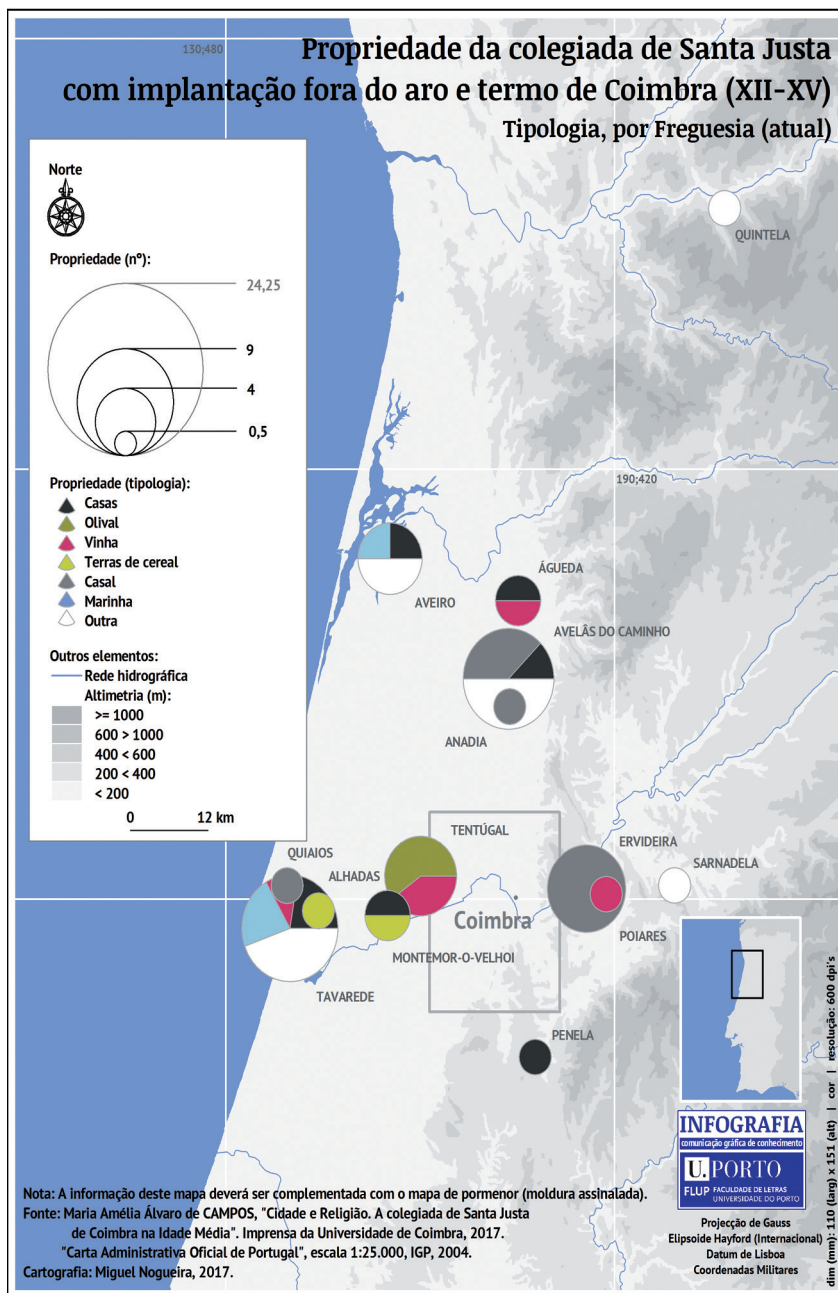 130;480
Propriedade da colegiada de Santa Justa
com implantação fora do aro e termo de Coimbra (XII-XV)
Tipologia, por Freguesia (atual)
Norte
Propriedade (nº):
24,25
9
4
0,5
Propriedade (tipologia):
Casas
Olival
Vinha
Terras de cereal
Casal
Marinha
Outra
Outros elementos:
Rede hidrográfica
Altimetria (m):
>= 1000
600 > 1000
400 < 600
200 < 400
< 200
0 12 km
QUINTELA
190;420
AVEIRO
ÁGUEDA
AVELÃS DO CAMINHO
ANADIA
TENTÚGAL
QUIAIOS
ALHADAS
ERVIDEIRA
SARNADELA
Coimbra
POIARES
MONTEMOR-O-VELHOI
TAVAREDE
PENELA
INFOGRAFIA
comunicação gráfica de conhecimento
U. PORTO
FLUP FACULDADE DE LETRAS
UNIVERSIDADE DO PORTO
Projecção de Gauss
Elipsoide Hayford (Internacional)
Datum de Lisboa
Coordenadas Militares
dim (mm): 110 (larg) x 151 (alt) | cor | resolução: 600 dpi's
Nota: A informação deste mapa deverá ser complementada com o mapa de pormenor (moldura assinalada).
Fonte: Maria Amélia Álvaro de CAMPOS, "Cidade e Religião. A colegiada de Santa Justa
de Coimbra na Idade Média". Imprensa da Universidade de Coimbra, 2017.
"Carta Administrativa Oficial de Portugal", escala 1:25.000, IGP, 2004.
Cartografia: Miguel Nogueira, 2017.